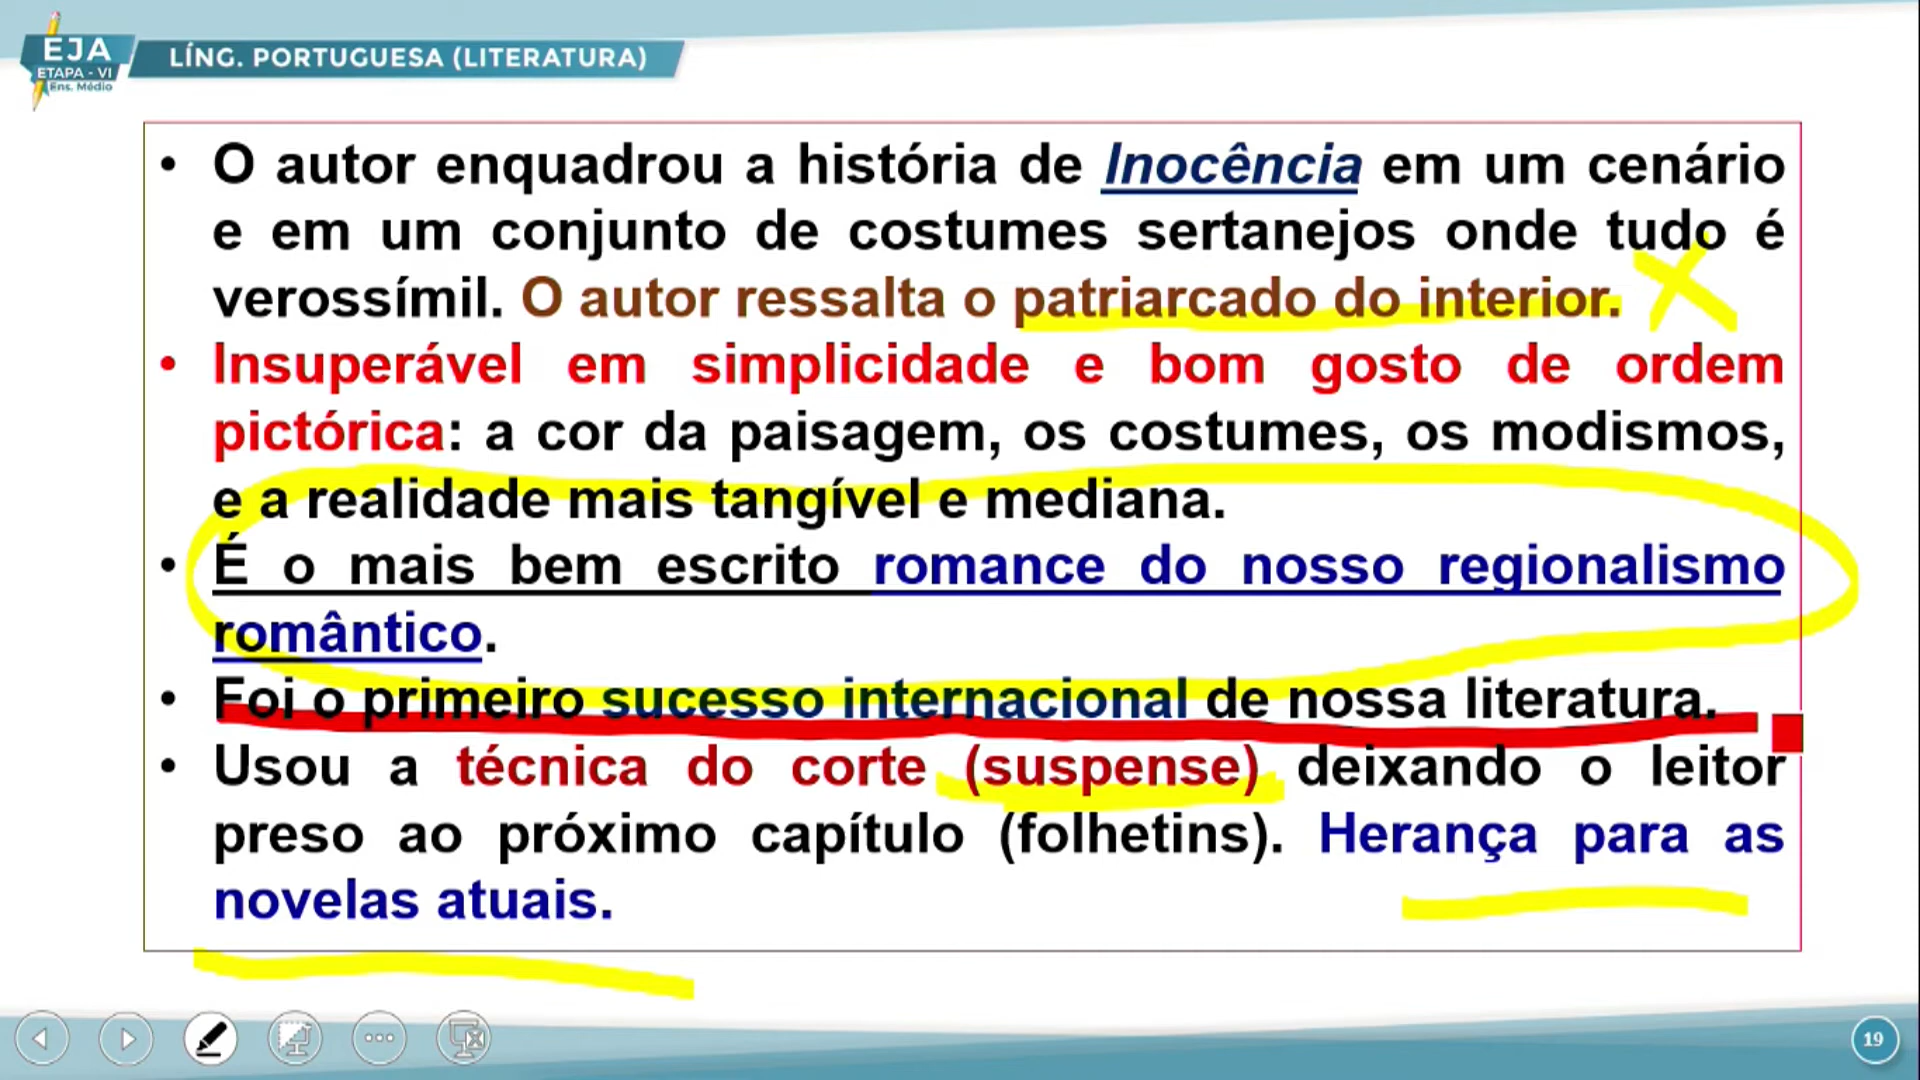 EJA
ETAPA - VI
Ens. Médio
LÍNG. PORTUGUESA (LITERATURA)
• O autor enquadrou a história de Inocência em um cenário
e em um conjunto de costumes sertanejos onde tudo é
verossímil. O autor ressalta o patriarcado do interior.
• Insuperável em simplicidade e bom gosto de ordem
pictórica: a cor da paisagem, os costumes, os modismos,
e a realidade mais tangível e mediana.
• É o mais bem escrito romance do nosso regionalismo
romântico.
• Foi o primeiro sucesso internacional de nossa literatura.
• Usou a técnica do corte (suspense) deixando o leitor
preso ao próximo capítulo (folhetins). Herança para as
novelas atuais.
19